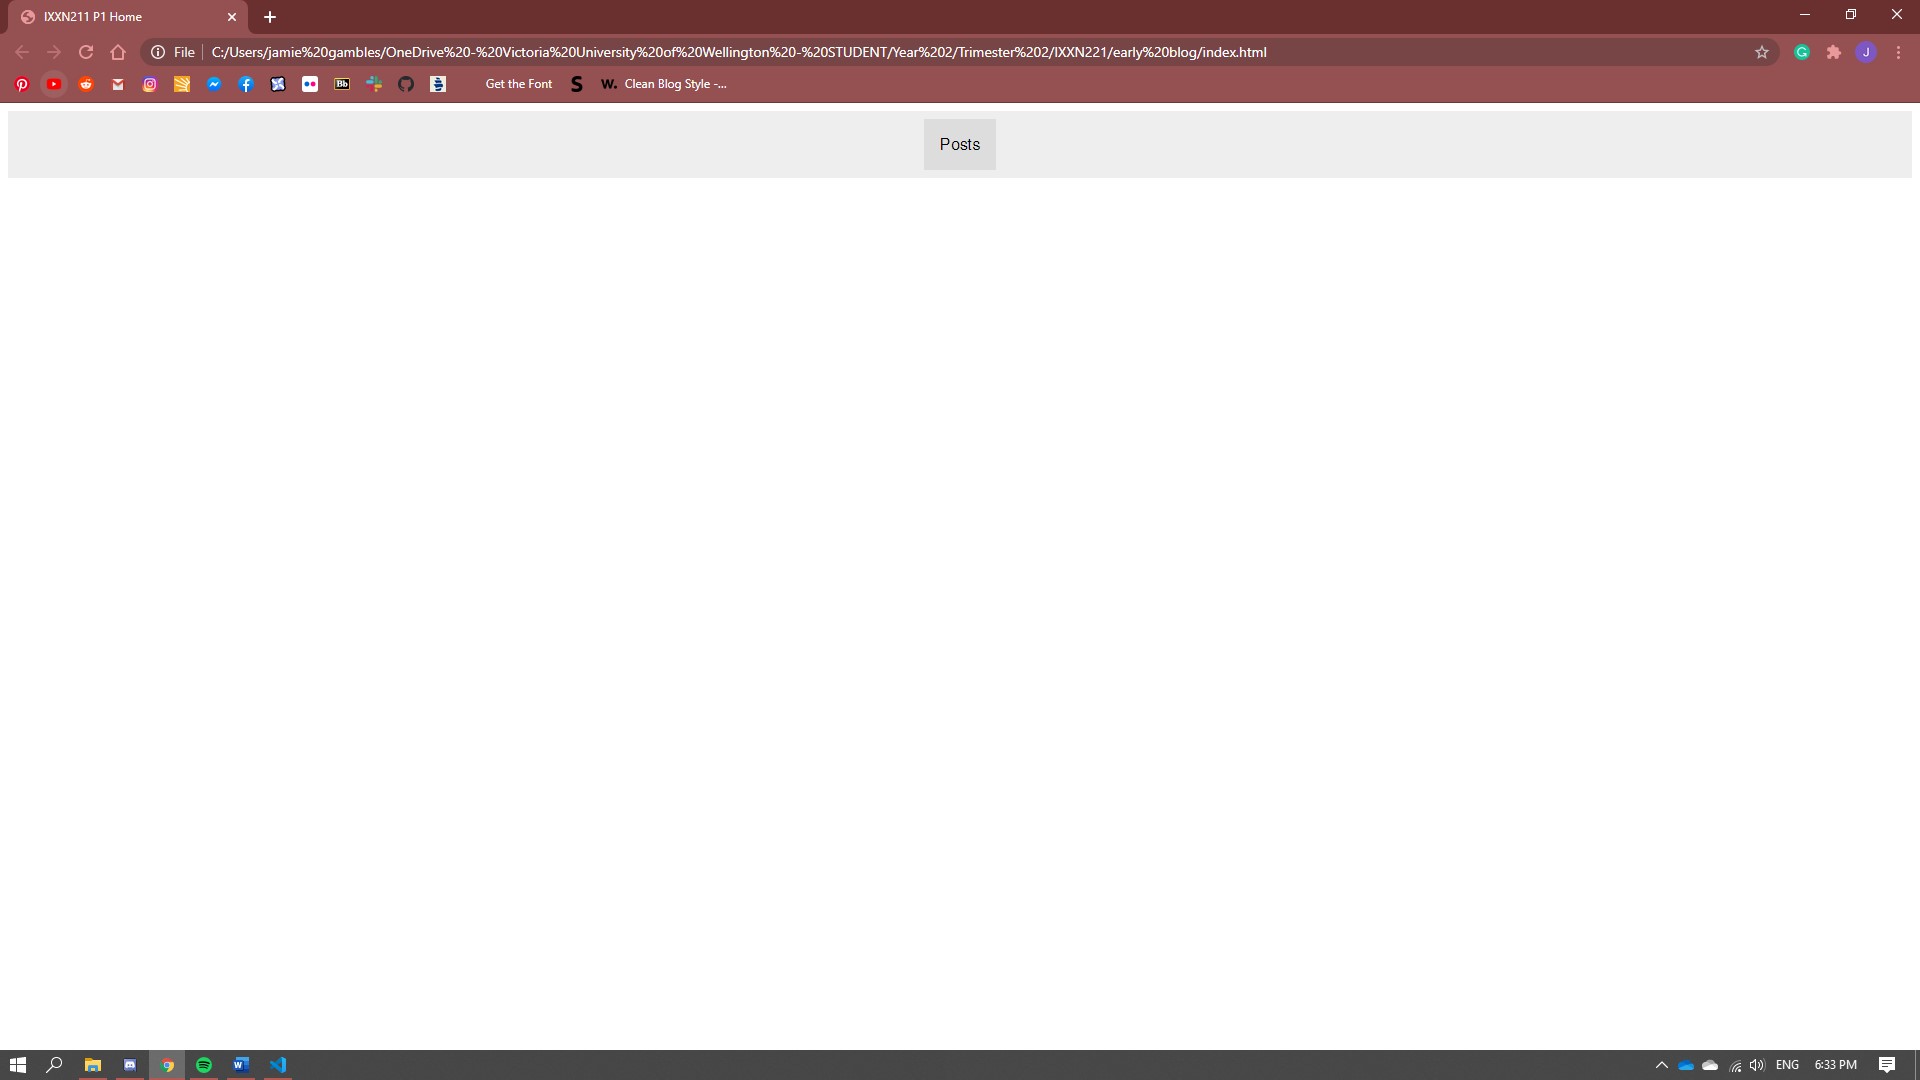 IXXN211 P1 Home
File C:/Users/jamie%20gambles/OneDrive%20-%20Victoria%20University%20of%20Wellington%20-%20STUDENT/Year%202/Trimester%202/IXXN221/early%20blog/index.html
J
Bb Get the Font S W. Clean Blog Style -...
Posts
ENG 6:33 PM